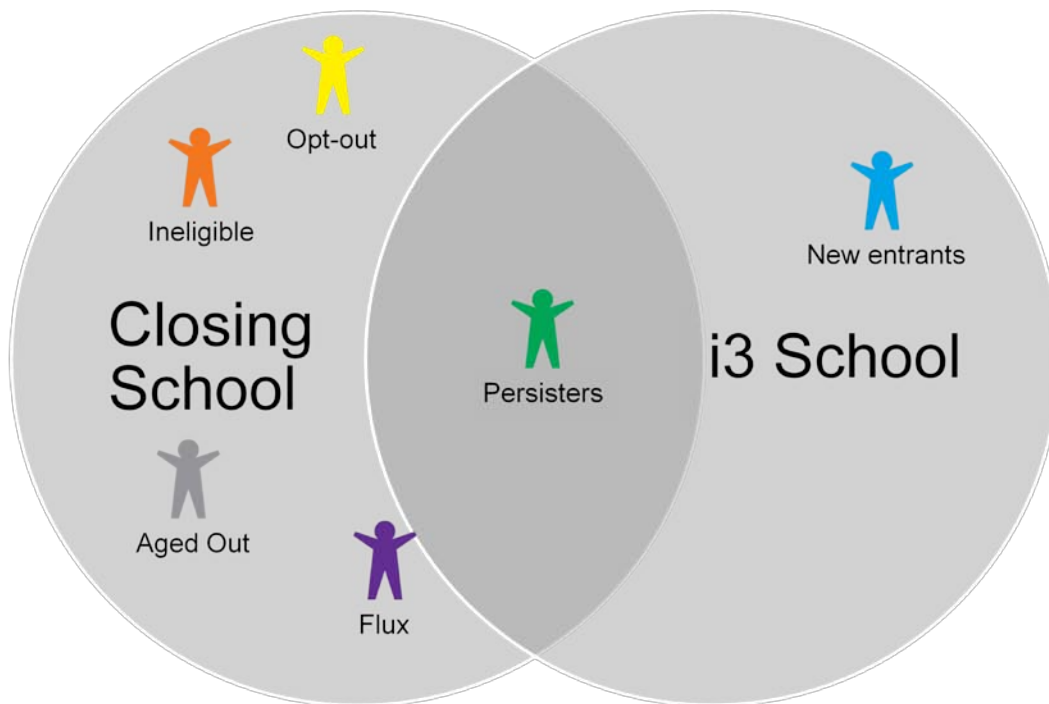 Opt-out
Ineligible
New entrants
Closing
School
i3 School
Persisters
Aged Out
Flux